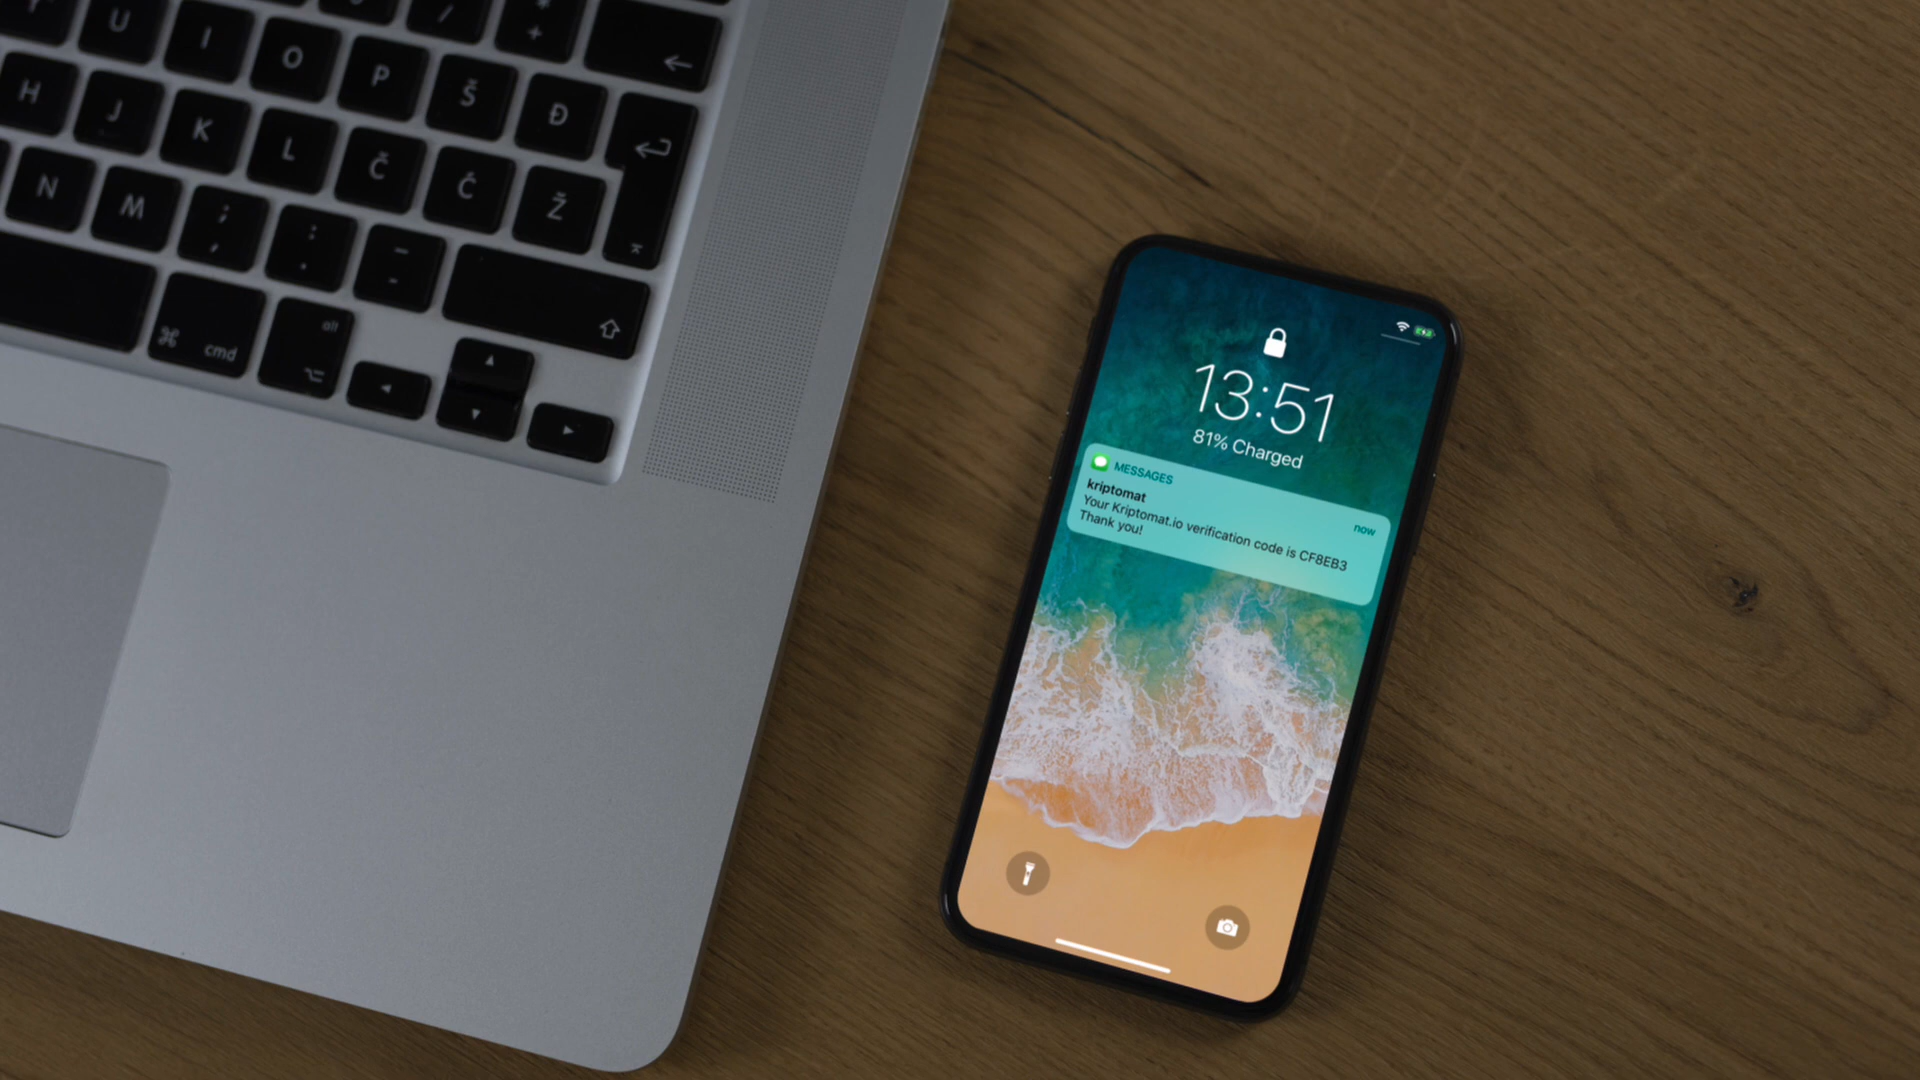 U I O P Š Đ
H J K L Č Ć Ž
N M ; , : . - -
⌘ cmd alt
13:51
81% Charged
MESSAGES now
kriptomat
Your Kriptomat.io verification code is CF8EB3
Thank you!